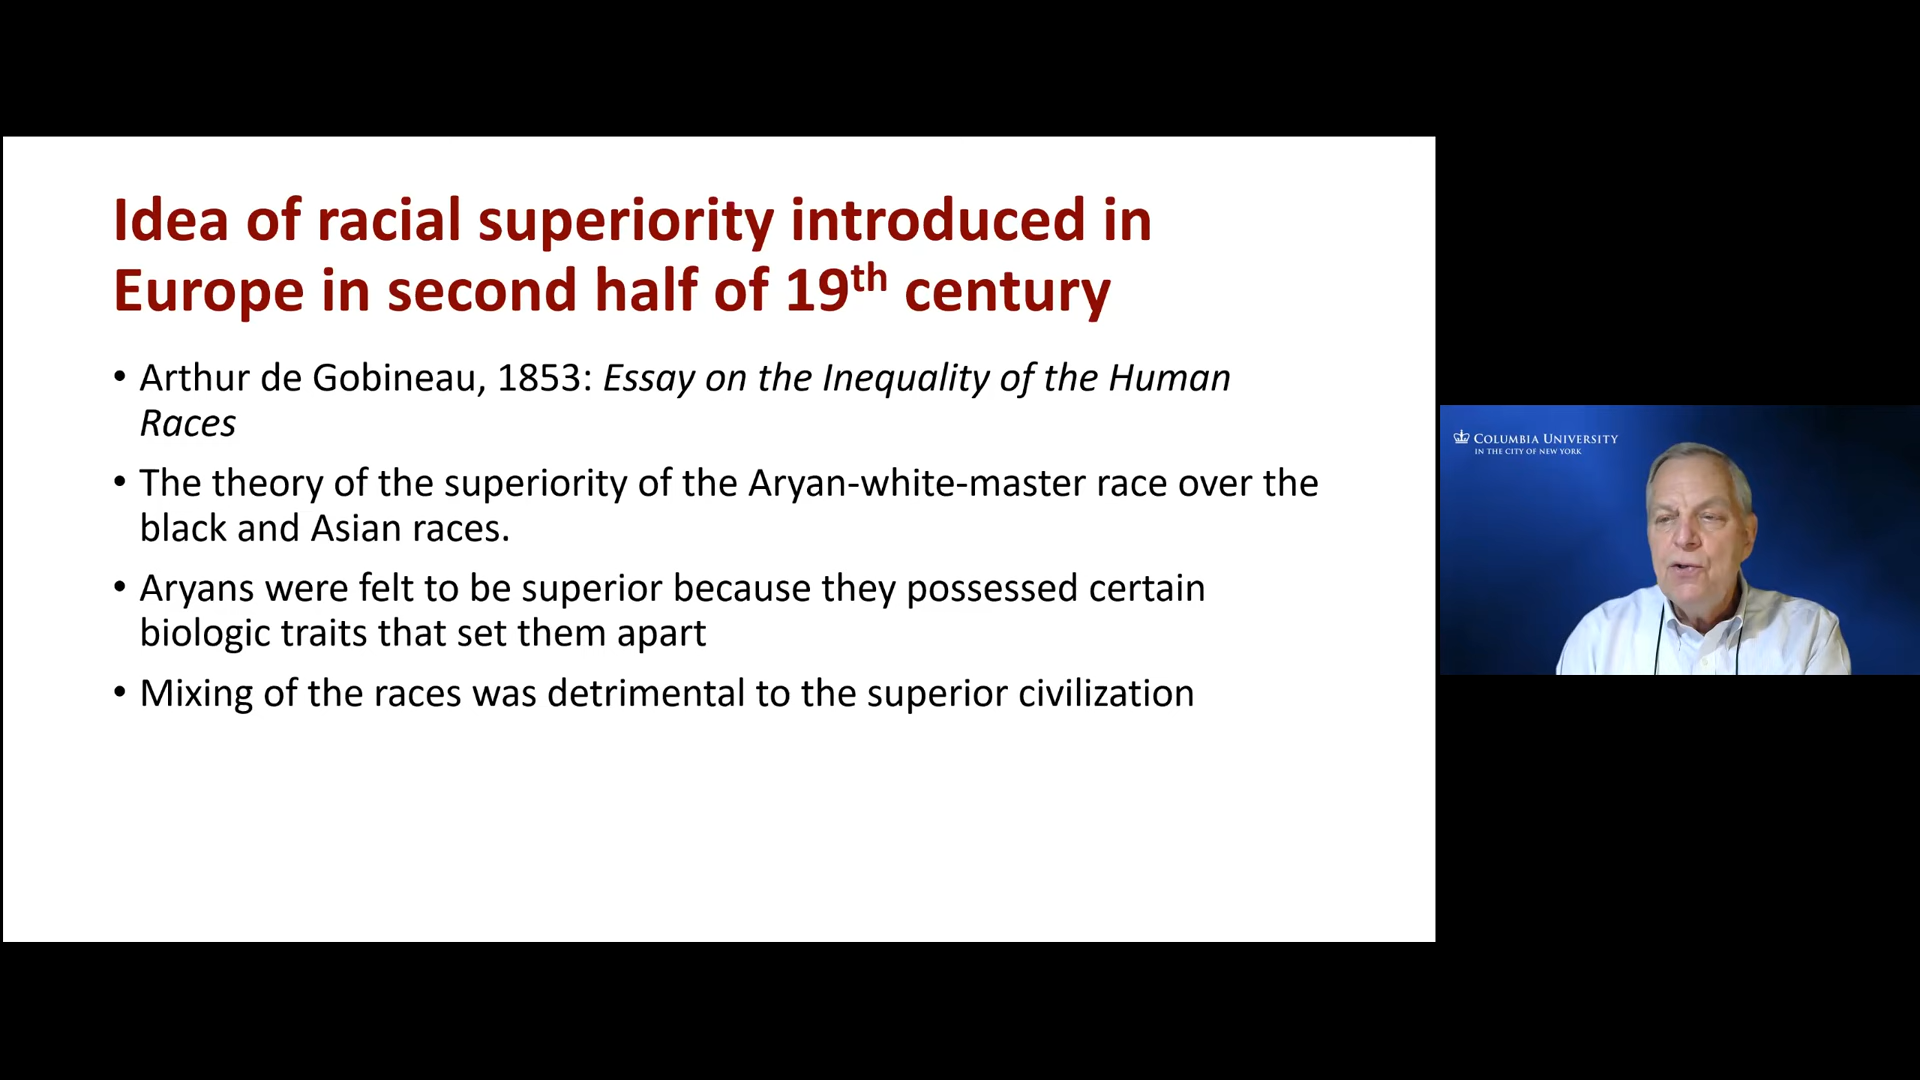 Idea of racial superiority introduced in
Europe in second half of 19th century
• Arthur de Gobineau, 1853: Essay on the Inequality of the Human
Races
• The theory of the superiority of the Aryan-white-master race over the
black and Asian races.
• Aryans were felt to be superior because they possessed certain
biologic traits that set them apart
• Mixing of the races was detrimental to the superior civilization
COLUMBIA UNIVERSITY
IN THE CITY OF NEW YORK